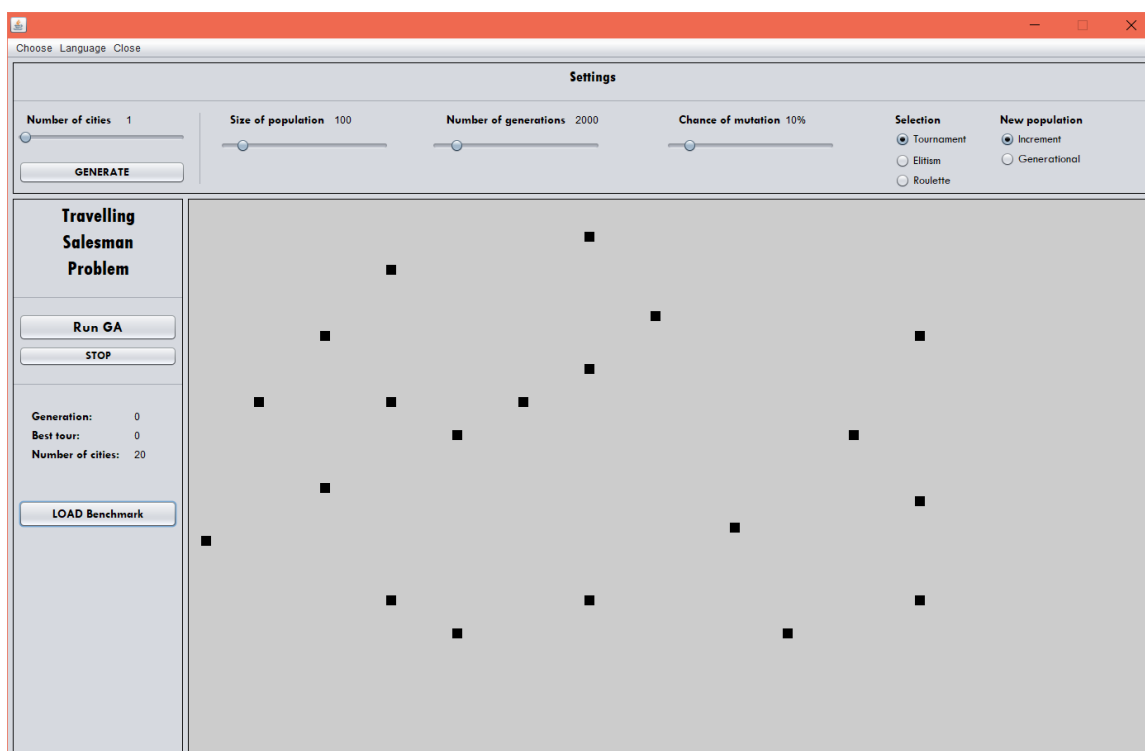 Choose Language Close
Settings
Number of cities 1
Size of population 100
Number of generations 2000
Chance of mutation 10%
Selection
New population
Tournament
Increment
Elitism
Generational
Roulette
GENERATE
Travelling
Salesman
Problem
Run GA
STOP
Generation: 0
Best tour: 0
Number of cities: 20
LOAD Benchmark